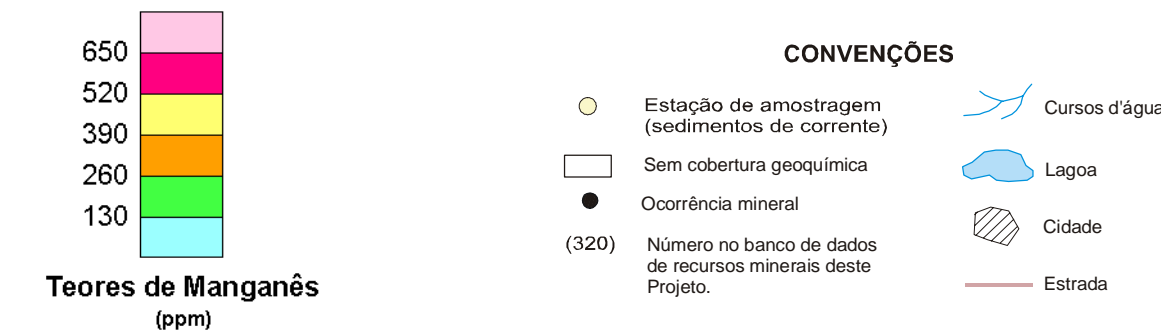 650
520
390
260
130
Teores de Manganês
(ppm)
CONVENÇÕES
Estação de amostragem
(sedimentos de corrente)
Sem cobertura geoquímica
Ocorrência mineral
(320)
Número no banco de dados
de recursos minerais deste
Projeto.
Cursos d'água
Lagoa
Cidade
Estrada